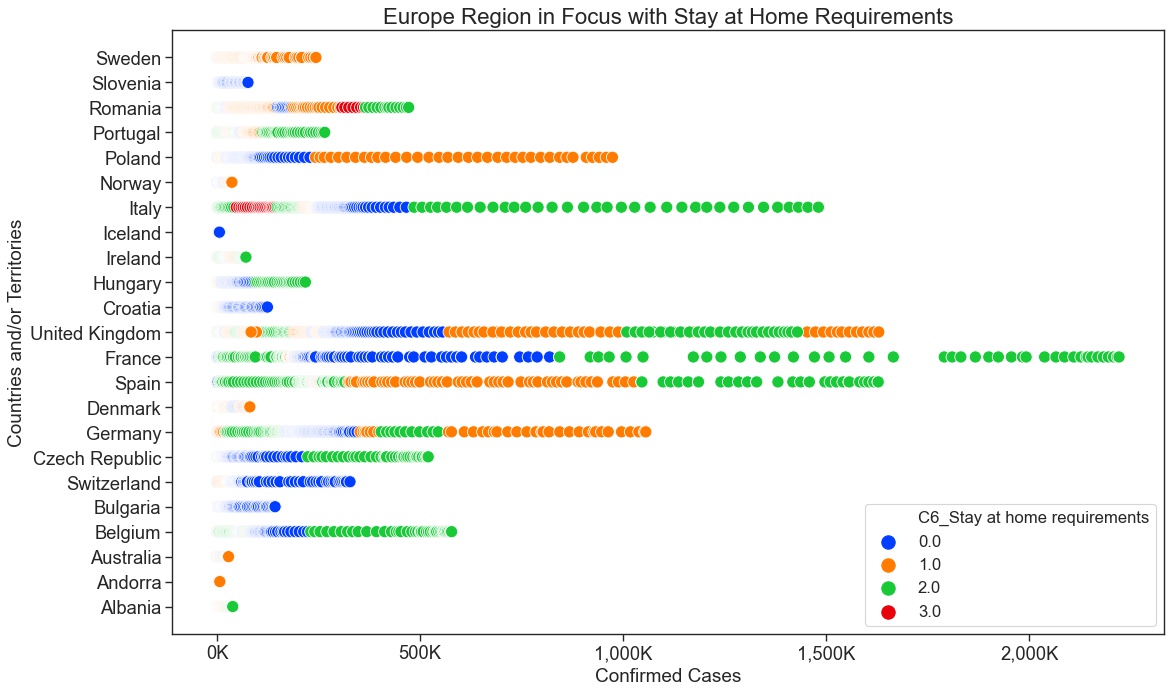 Europe Region in Focus with Stay at Home Requirements
Countries and/or Territories
Sweden
Slovenia
Romania
Portugal
Poland
Norway
Italy
Iceland
Ireland
Hungary
Croatia
United Kingdom
France
Spain
Denmark
Germany
Czech Republic
Switzerland
Bulgaria
Belgium
Australia
Andorra
Albania
C6_Stay at home requirements
0.0
1.0
2.0
3.0
0K 500K 1,000K 1,500K 2,000K
Confirmed Cases